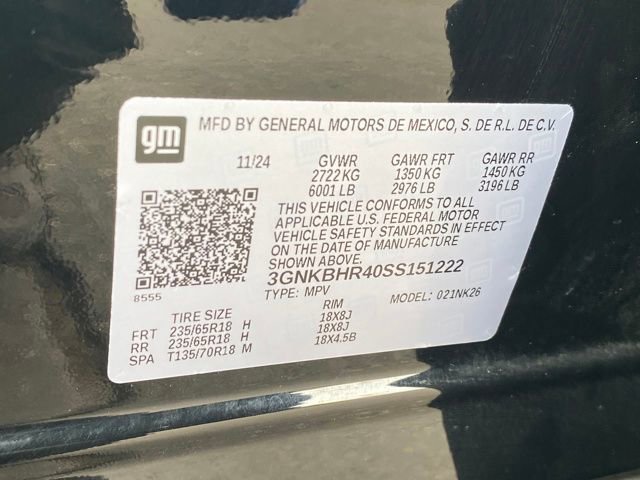 gm MFD BY GENERAL MOTORS DE MEXICO, S. DE R.L. DE C.V.
11/24 GVWR GAWR FRT GAWR RR
2722 KG 1350 KG 1450 KG
6001 LB 2976 LB 3196 LB
THIS VEHICLE CONFORMS TO ALL
APPLICABLE U.S. FEDERAL MOTOR
VEHICLE SAFETY STANDARDS IN EFFECT
ON THE DATE OF MANUFACTURE
SHOWN ABOVE.
3GNKBHR40SS151222
8555 TYPE: MPV MODEL: 021NK26
TIRE SIZE RIM
FRT 235/65R18 H 18X8J
RR 235/65R18 H 18X8J
SPA T135/70R18 M 18X4.5B